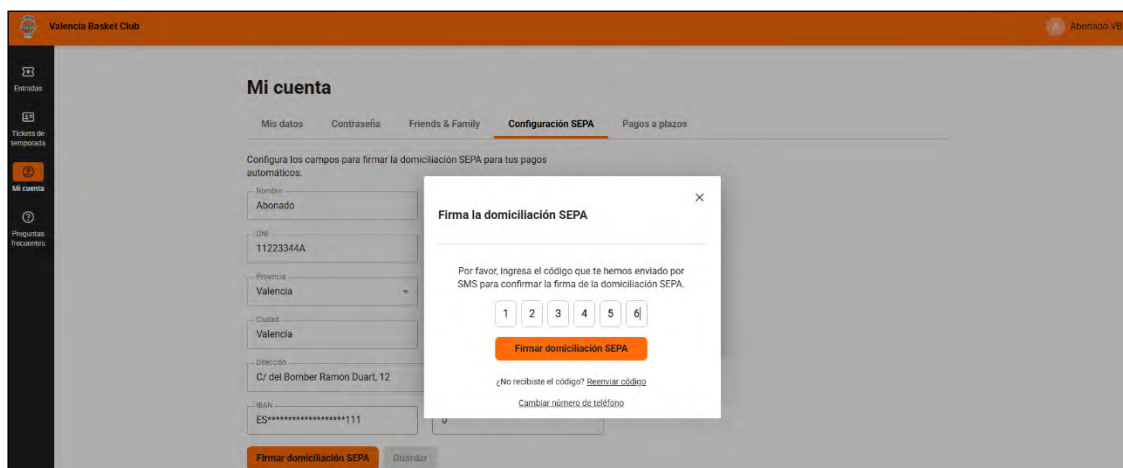 Valencia Basket Club
Abonado VB
Entradas
Tickets de
temporada
Mi cuenta
Preguntas
frecuentes
Mi cuenta
Mis datos Contraseña Friends & Family Configuración SEPA Pagos a plazos
Configura los campos para firmar la domiciliación SEPA para tus pagos
automáticos.
Nombre
Abonado
DNI
11223344A
Provincia
Valencia
Ciudad
Valencia
Dirección
C/ del Bomber Ramon Duart, 12
IBAN
ES*******************111
0
Firmar domiciliación SEPA Guardar
Firma la domiciliación SEPA
Por favor, ingresa el código que te hemos enviado por
SMS para confirmar la firma de la domiciliación SEPA.
1 2 3 4 5 6
Firmar domiciliación SEPA
¿No recibiste el código? Reenviar código
Cambiar número de teléfono